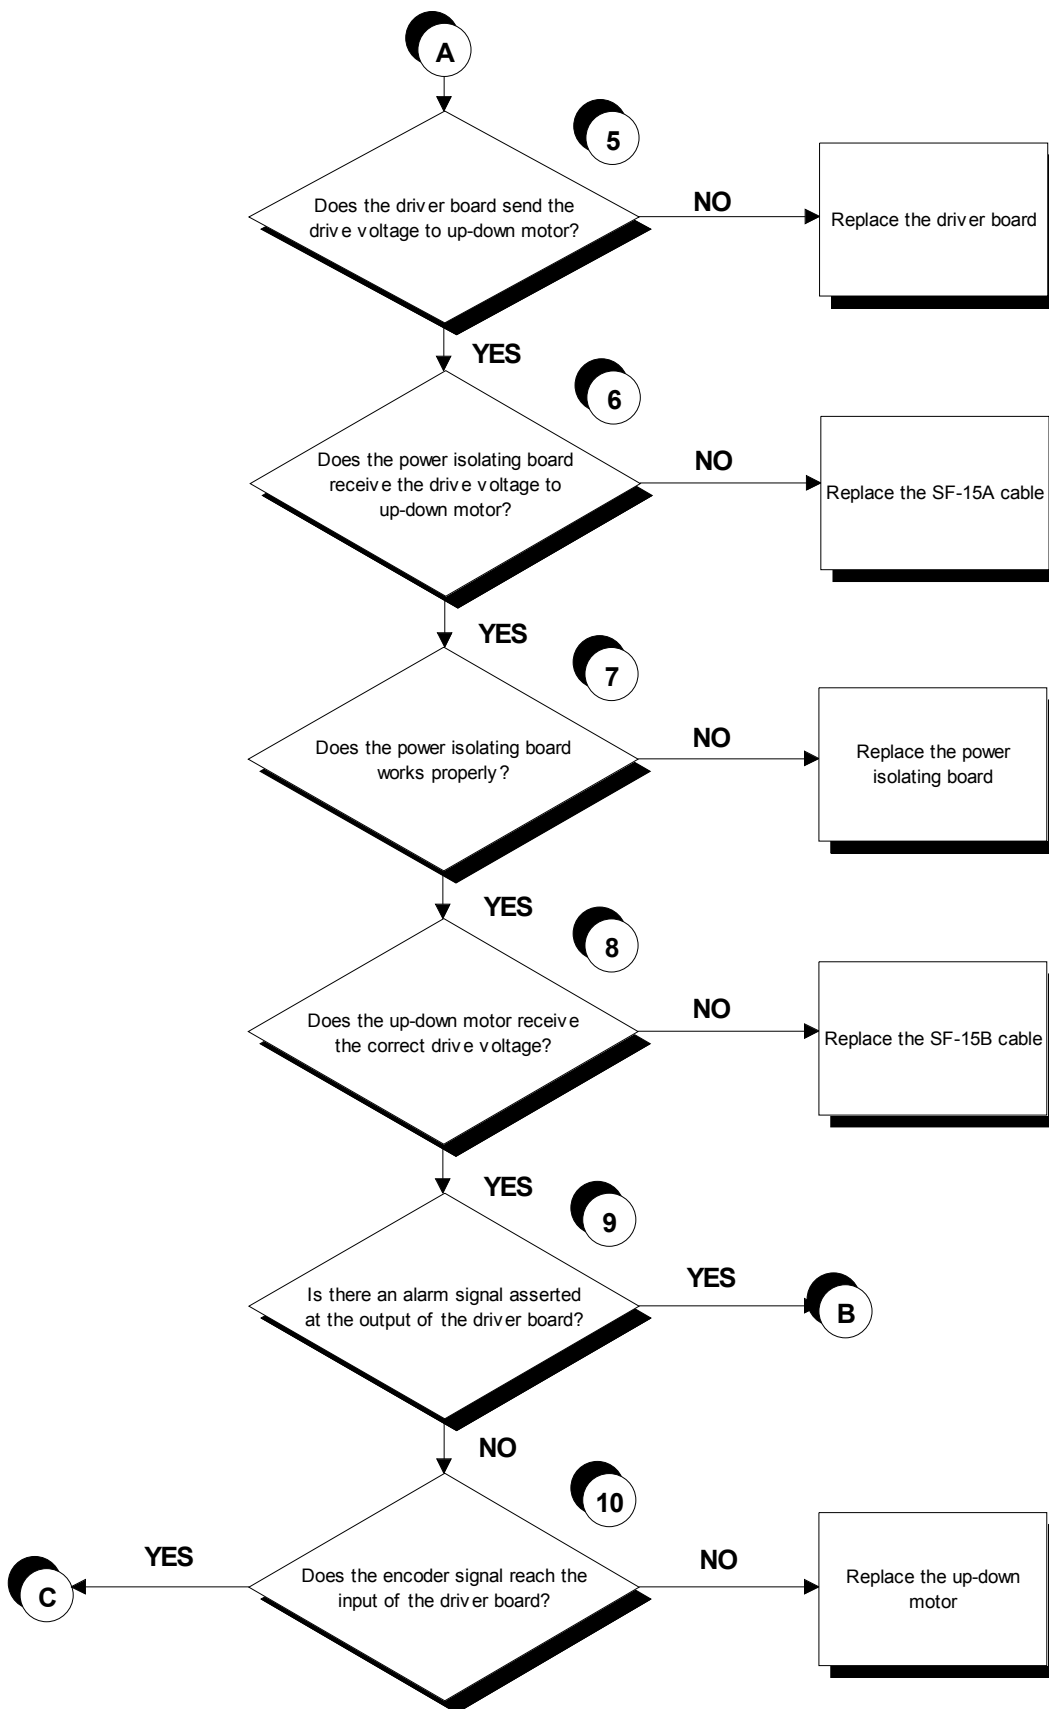 A
5
Does the driver board send the
drive voltage to up-down motor?
NO
Replace the driver board
YES
6
Does the power isolating board
receive the drive voltage to
up-down motor?
NO
Replace the SF-15A cable
YES
7
Does the power isolating board
works properly?
NO
Replace the power
isolating board
YES
8
Does the up-down motor receive
the correct drive voltage?
NO
Replace the SF-15B cable
YES
9
Is there an alarm signal asserted
at the output of the driver board?
YES
B
NO
10
Does the encoder signal reach the
input of the driver board?
YES
C
NO
Replace the up-down
motor